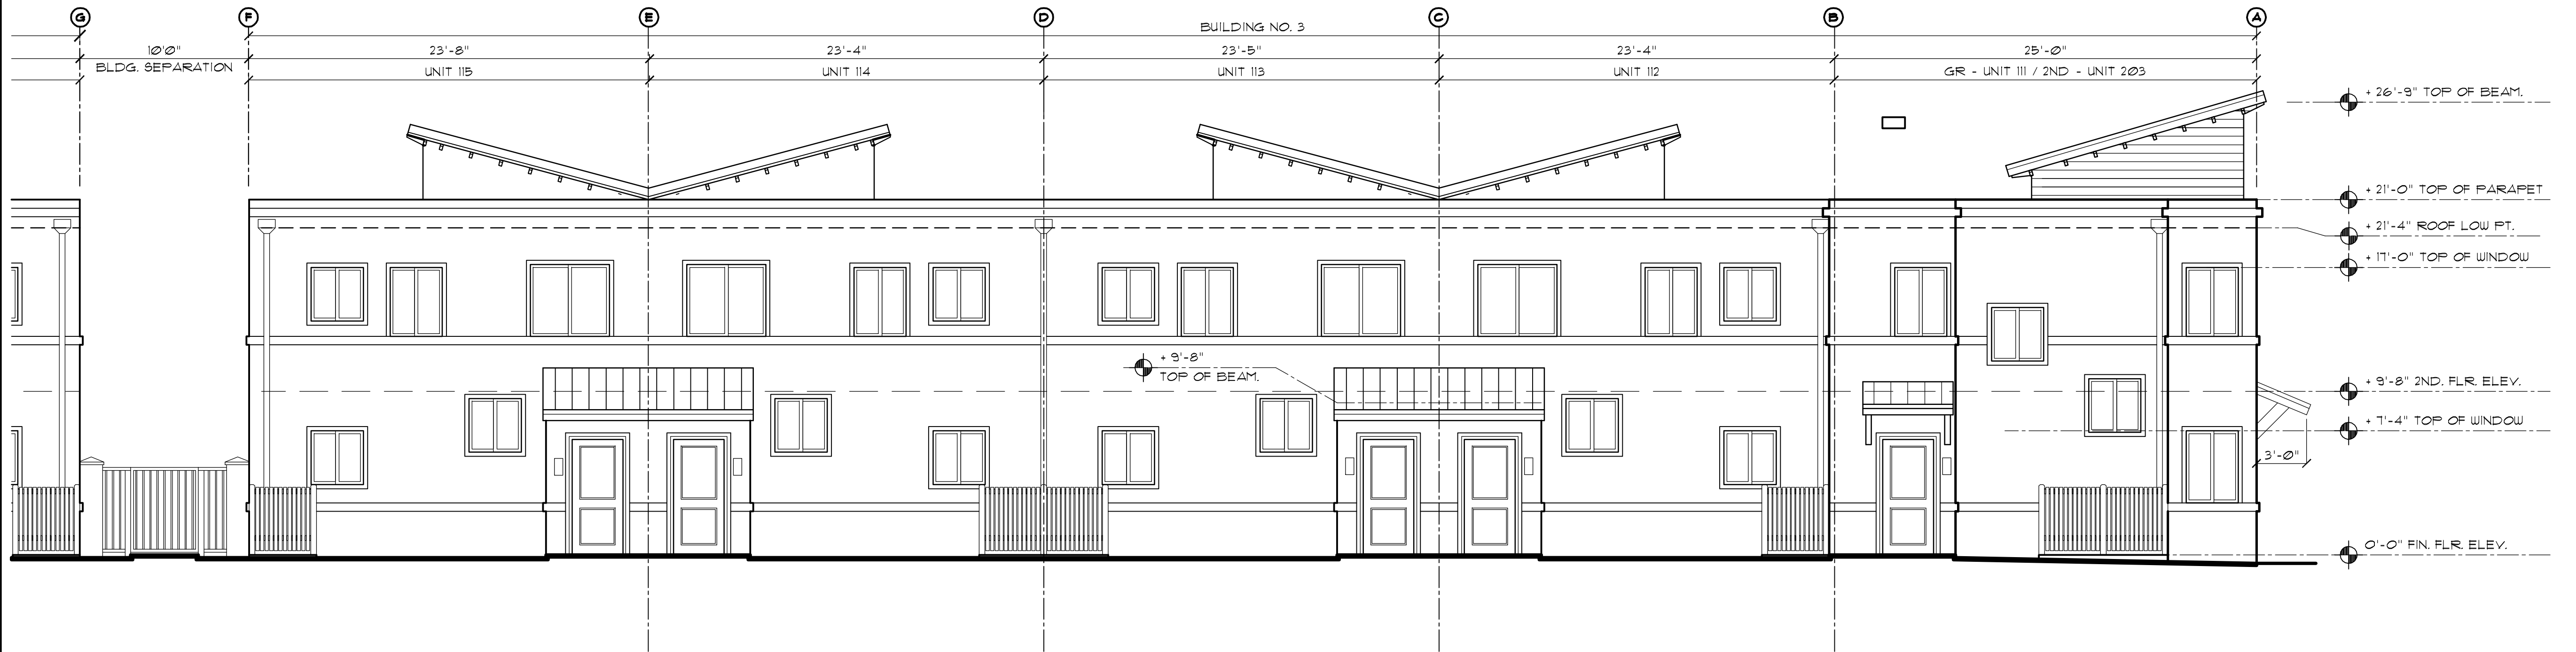 G F E D C B A
BUILDING NO. 3
10'0" 23'-8" 23'-4" 23'-5" 23'-4" 25'-0"
BLDG. SEPARATION UNIT 115 UNIT 114 UNIT 113 UNIT 112 GR - UNIT 111 / 2ND - UNIT 203
+ 26'-9" TOP OF BEAM.
+ 21'-0" TOP OF PARAPET
+ 21'-4" ROOF LOW PT.
+ 17'-0" TOP OF WINDOW
+ 9'-8"
TOP OF BEAM.
+ 9'-8" 2ND. FLR. ELEV.
+ 7'-4" TOP OF WINDOW
3'-0"
0'-0" FIN. FLR. ELEV.